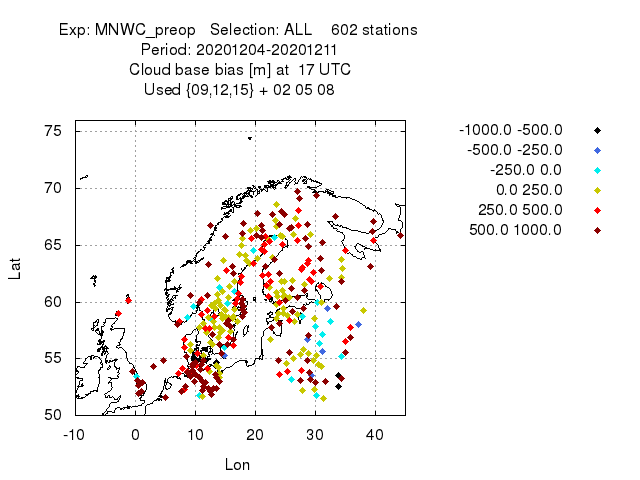 Exp: MNWC_preop   Selection: ALL    602 stations
Period: 20201204-20201211
Cloud base bias [m] at  17 UTC
Used {09,12,15} + 02 05 08
-1000.0 -500.0
-500.0 -250.0
-250.0 0.0
0.0 250.0
250.0 500.0
500.0 1000.0
75
70
65
60
55
50
Lat
-10 0 10 20 30 40
Lon